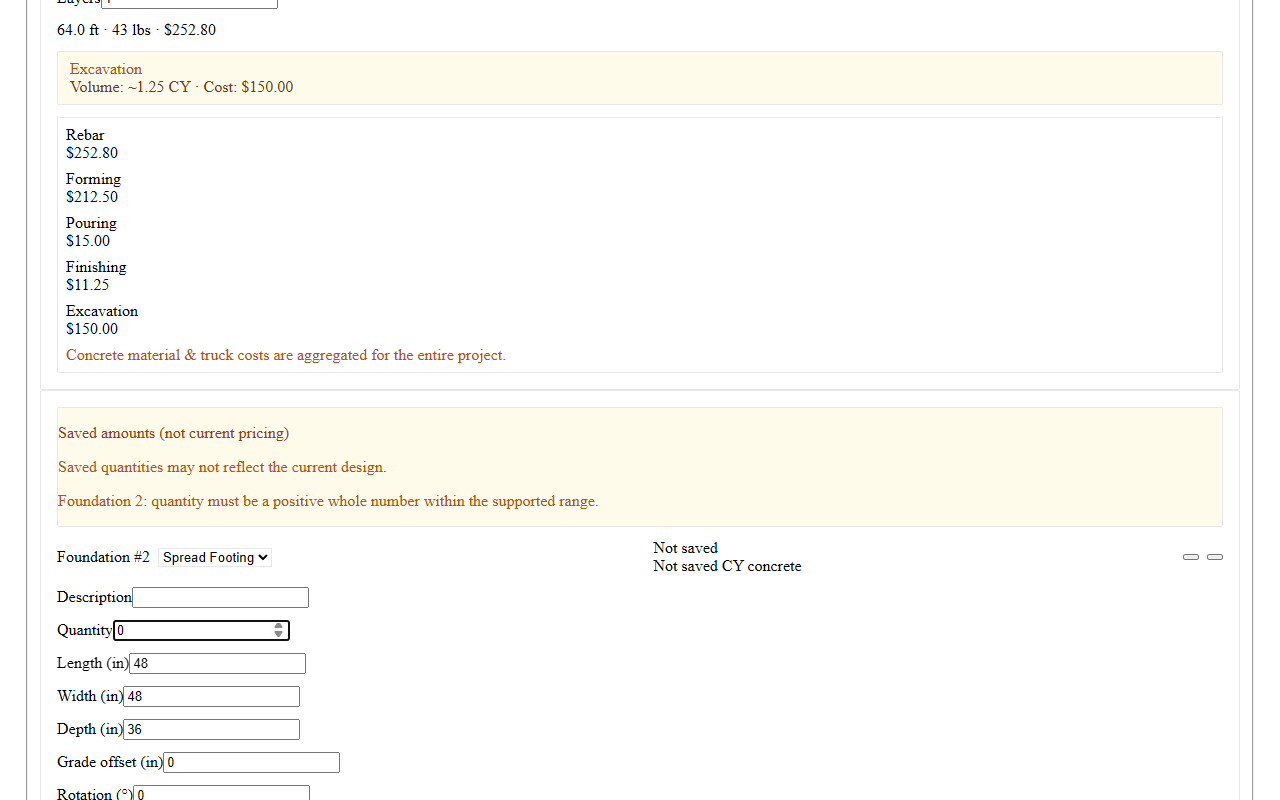 64.0 ft · 43 lbs · $252.80
Excavation
Volume: ~1.25 CY · Cost: $150.00
Rebar
$252.80
Forming
$212.50
Pouring
$15.00
Finishing
$11.25
Excavation
$150.00
Concrete material & truck costs are aggregated for the entire project.
Saved amounts (not current pricing)
Saved quantities may not reflect the current design.
Foundation 2: quantity must be a positive whole number within the supported range.
Foundation #2 Spread Footing
Not saved
Not saved CY concrete
Description
Quantity 0
Length (in) 48
Width (in) 48
Depth (in) 36
Grade offset (in) 0
Rotation (°) 0